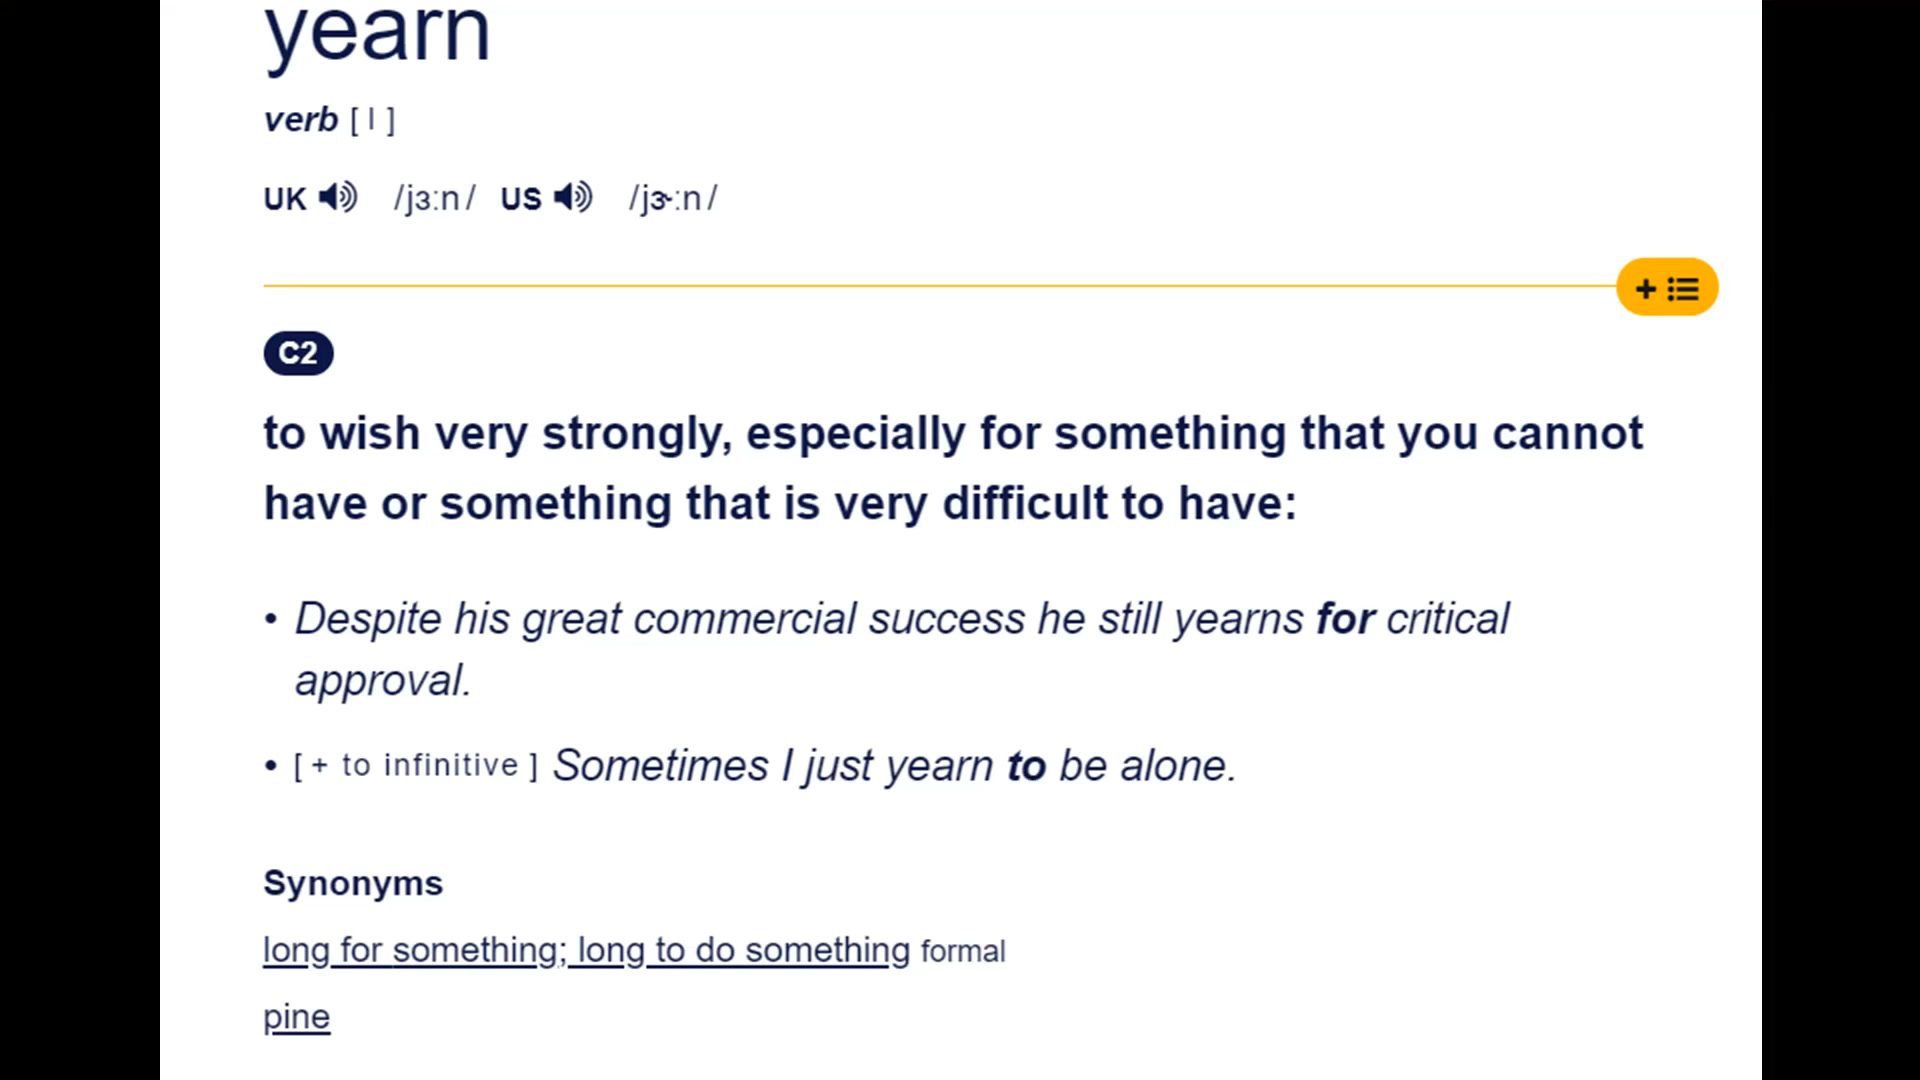 yearn
verb [ I ]
UK /jɜːn/ US /jɝːn/
C2
to wish very strongly, especially for something that you cannot
have or something that is very difficult to have:
• Despite his great commercial success he still yearns for critical
approval.
• [ + to infinitive ] Sometimes I just yearn to be alone.
Synonyms
long for something; long to do something formal
pine